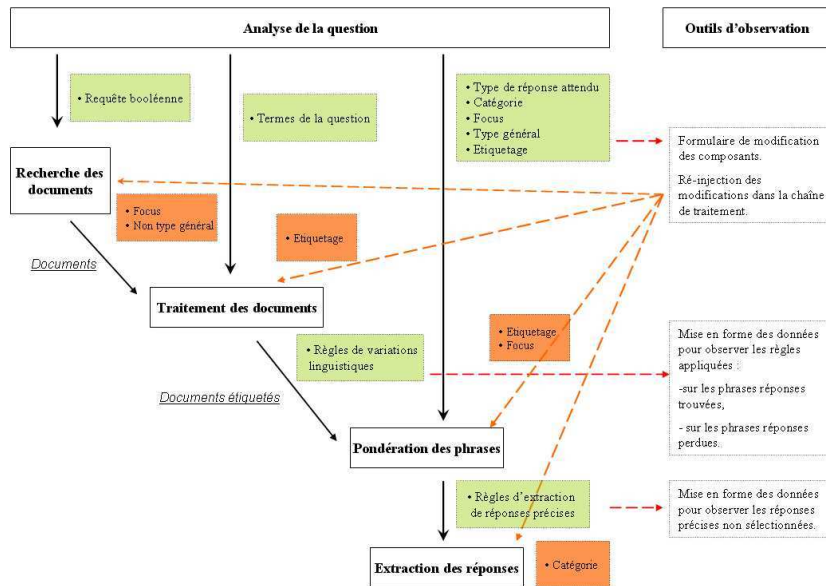 Analyse de la question
Outils d'observation
• Requête booléenne
• Termes de la question
• Type de réponse attendu
• Catégorie
• Focus
• Type général
• Etiquetage
Formulaire de modification
des composants.
Ré-injection des
modifications dans la chaîne
de traitement.
Recherche des
documents
• Focus
• Non type général
• Etiquetage
Documents
Traitement des documents
• Etiquetage
• Focus
• Règles de variations
linguistiques
Mise en forme des données
pour observer les règles
appliquées :
-sur les phrases réponses
trouvées,
- sur les phrases réponses
perdues.
Documents étiquetés
Pondération des phrases
• Règles d'extraction
de réponses précises
Mise en forme des données
pour observer les réponses
précises non sélectionnées.
Extraction des réponses
• Catégorie